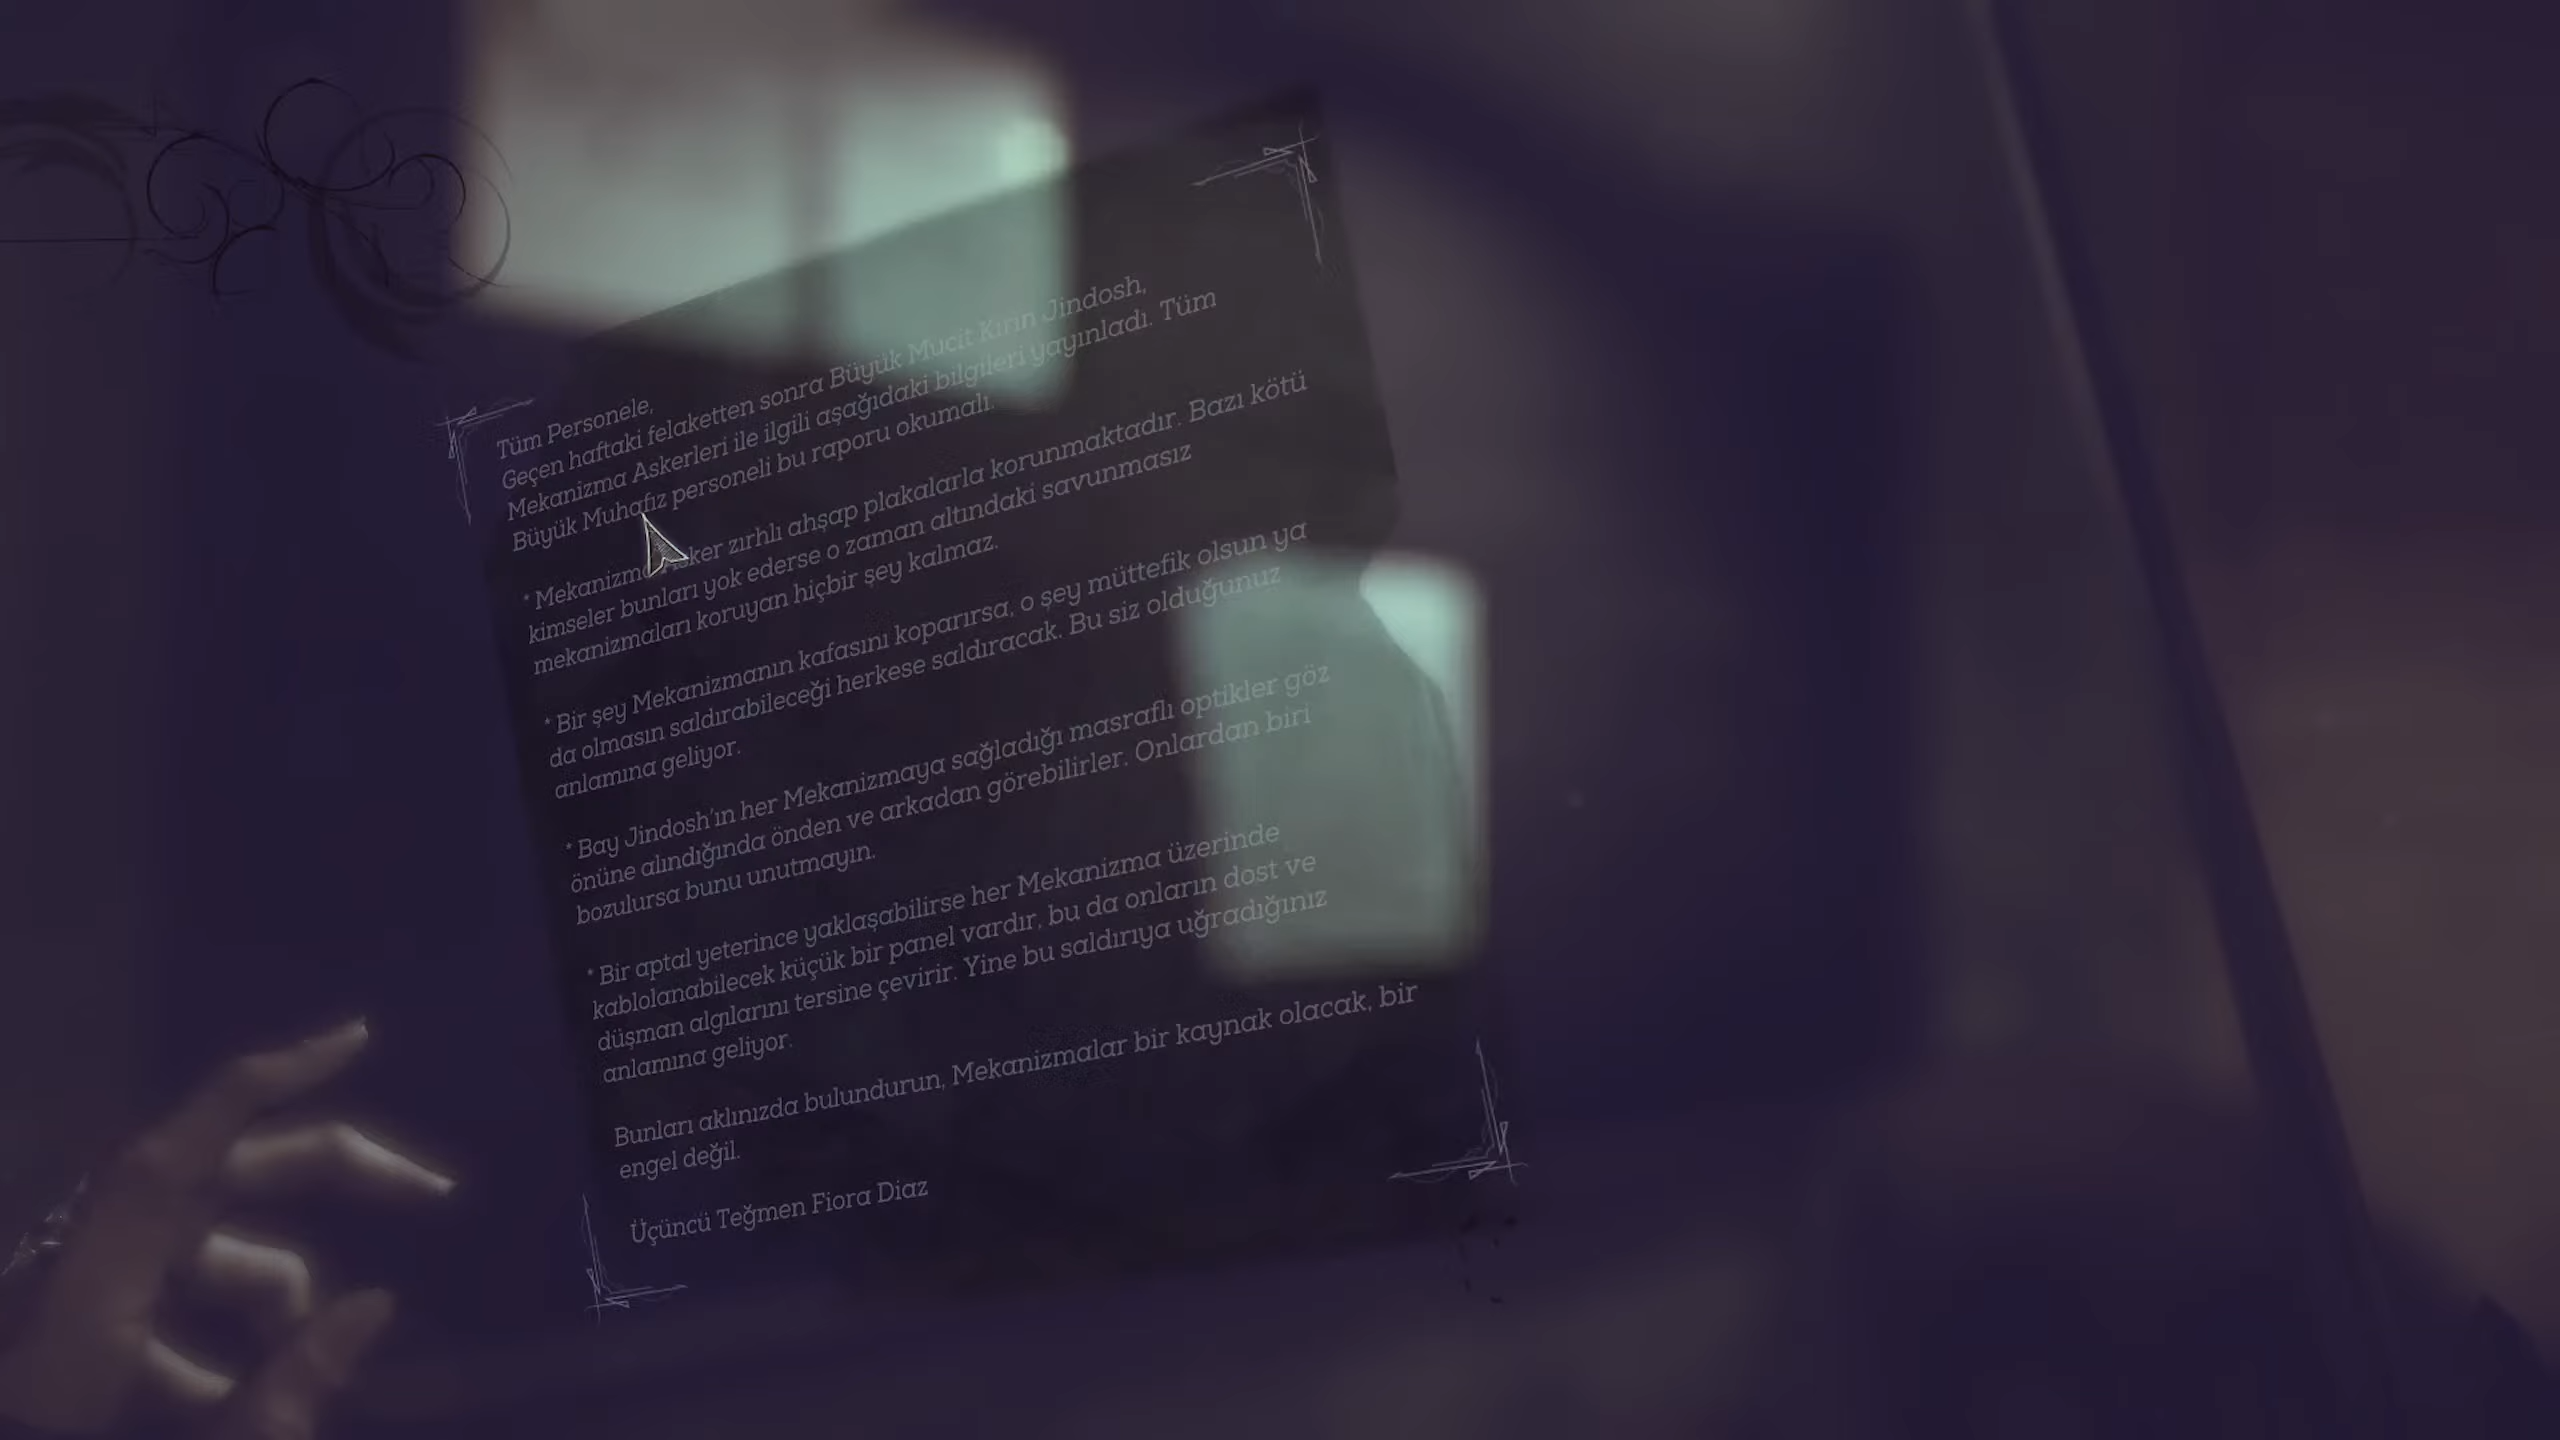 Tüm Personele,
Geçen haftaki felaketten sonra Büyük Mucit Kirin Jindosh,
Mekanizma Askerleri ile ilgili aşağıdaki bilgileri yayınladı. Tüm
Büyük Muhafız personeli bu raporu okumalı.
* Mekanizma Asker zırhlı ahşap plakalarla korunmaktadır. Bazı kötü
kimseler bunları yok ederse o zaman altındaki savunmasız
mekanizmaları koruyan hiçbir şey kalmaz.
* Bir şey Mekanizmanın kafasını koparırsa, o şey müttefik olsun ya
da olmasın saldırabileceği herkese saldıracak. Bu siz olduğunuz
anlamına geliyor.
* Bay Jindosh'ın her Mekanizmaya sağladığı masraflı optikler göz
önüne alındığında önden ve arkadan görebilirler. Onlardan biri
bozulursa bunu unutmayın.
* Bir aptal yeterince yaklaşabilirse her Mekanizma üzerinde
kablolanabilecek küçük bir panel vardır, bu da onların dost ve
düşman algılarını tersine çevirir. Yine bu saldırıya uğradığınız
anlamına geliyor.
Bunları aklınızda bulundurun, Mekanizmalar bir kaynak olacak, bir
engel değil.
Üçüncü Teğmen Fiora Diaz